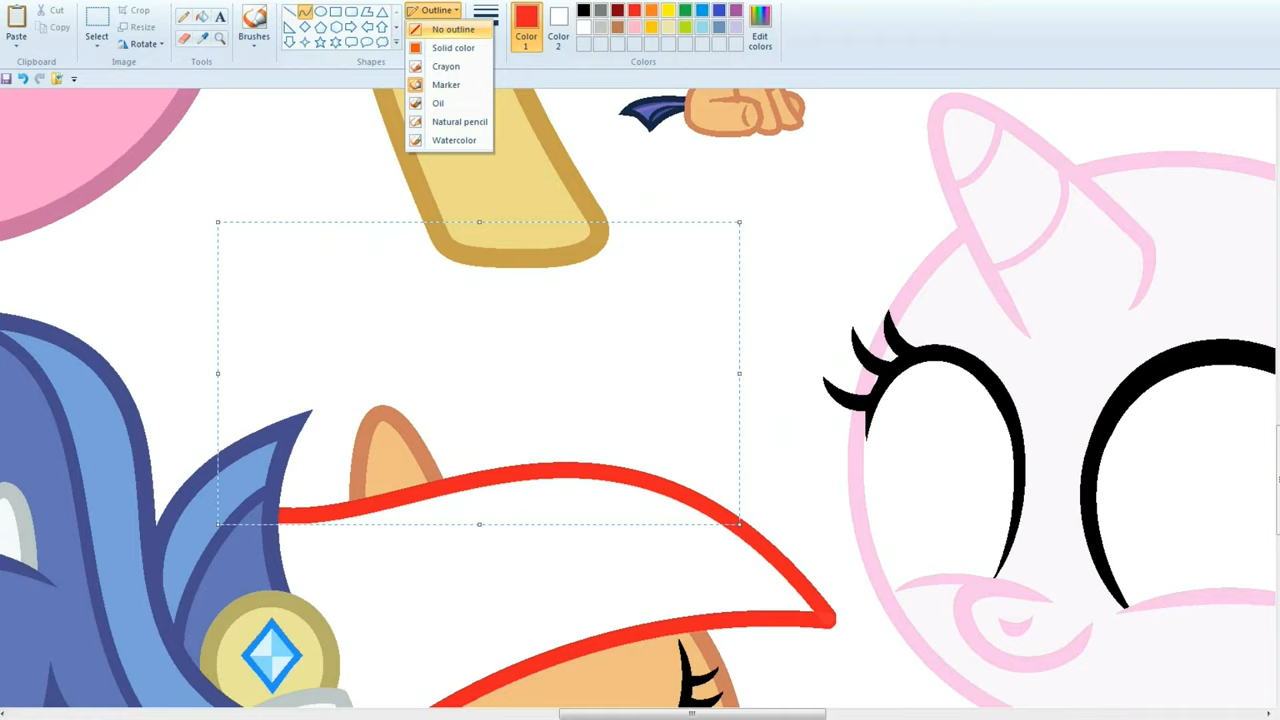 Paste
Cut
Copy
Clipboard
Select
Crop
Resize
Rotate
Image
A
Tools
Brushes
Shapes
Outline
No outline
Solid color
Crayon
Marker
Oil
Natural pencil
Watercolor
Color
1
Color
2
Edit
colors
Colors